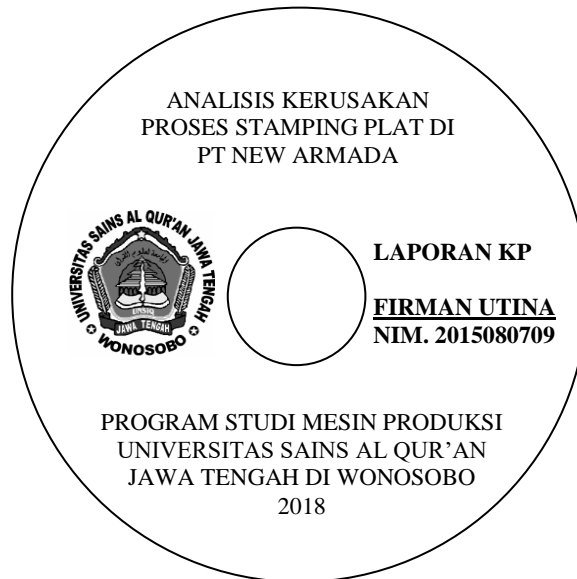 ANALISIS KERUSAKAN
PROSES STAMPING PLAT DI
PT NEW ARMADA
UNIVERSITAS SAINS AL QUR'AN JAWA TENGAH
UNSIQ
JAWA TENGAH
WONOSOBO
LAPORAN KP
FIRMAN UTINA
NIM. 2015080709
PROGRAM STUDI MESIN PRODUKSI
UNIVERSITAS SAINS AL QUR’AN
JAWA TENGAH DI WONOSOBO
2018